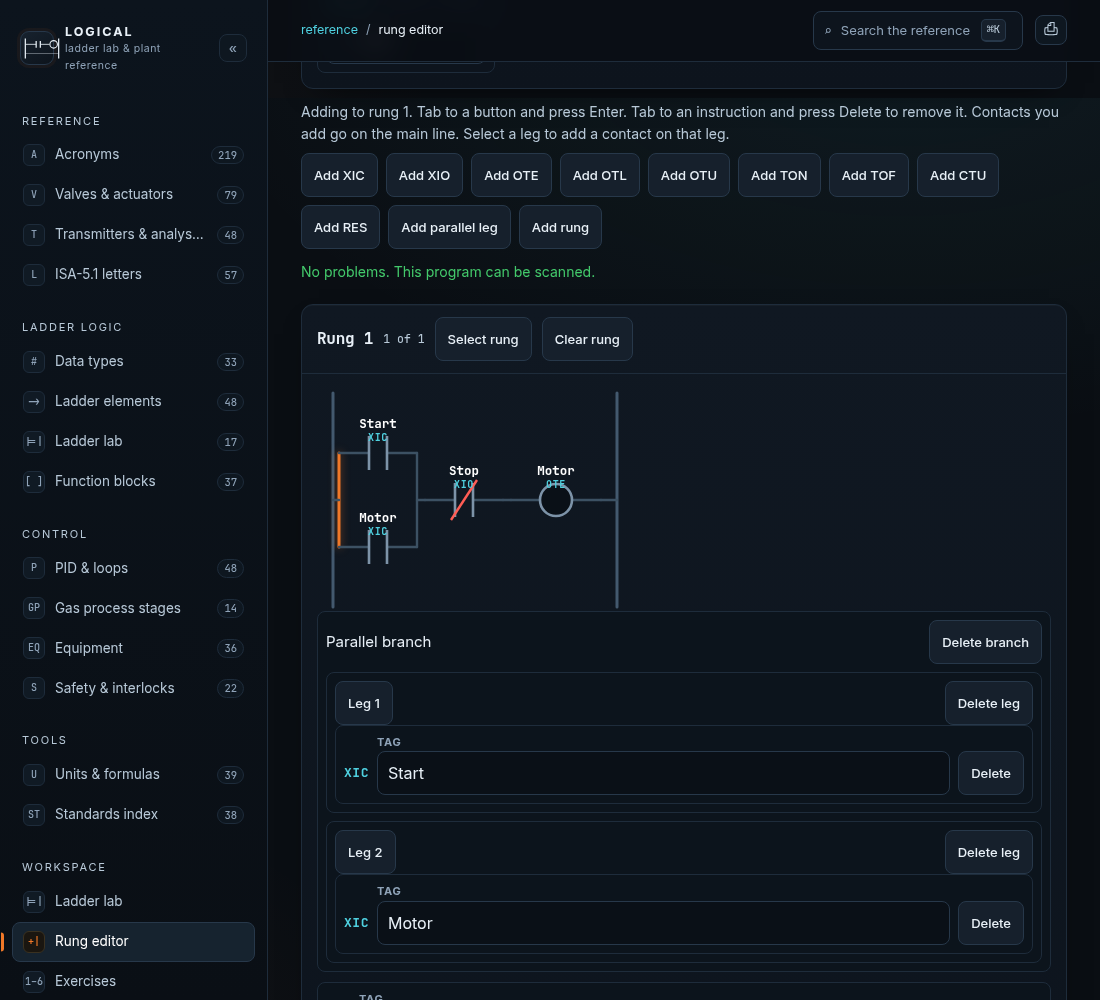 LOGICAL
ladder lab & plant
reference
«
REFERENCE
A Acronyms 219
V Valves & actuators 79
T Transmitters & analys... 48
L ISA-5.1 letters 57
LADDER LOGIC
# Data types 33
→ Ladder elements 48
Ladder lab 17
[ ] Function blocks 37
CONTROL
P PID & loops 48
GP Gas process stages 14
EQ Equipment 36
S Safety & interlocks 22
TOOLS
U Units & formulas 39
ST Standards index 38
WORKSPACE
Ladder lab
+| Rung editor
1–6 Exercises
reference / rung editor
Search the reference ⌘K
Adding to rung 1. Tab to a button and press Enter. Tab to an instruction and press Delete to remove it. Contacts you
add go on the main line. Select a leg to add a contact on that leg.
Add XIC Add XIO Add OTE Add OTL Add OTU Add TON Add TOF Add CTU
Add RES Add parallel leg Add rung
No problems. This program can be scanned.
Rung 1 1 of 1 Select rung Clear rung
Start
XIC
Stop Motor
XIO OTE
Motor
XIC
Parallel branch Delete branch
Leg 1 Delete leg
TAG
XIC Start Delete
Leg 2 Delete leg
TAG
XIC Motor Delete
TAG